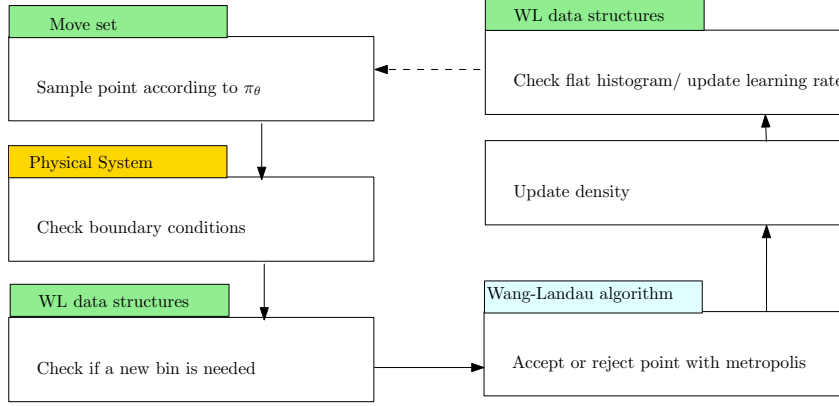 Move set
Sample point according to πθ
Physical System
Check boundary conditions
WL data structures
Check if a new bin is needed
WL data structures
Check flat histogram/ update learning rate
Update density
Wang-Landau algorithm
Accept or reject point with metropolis